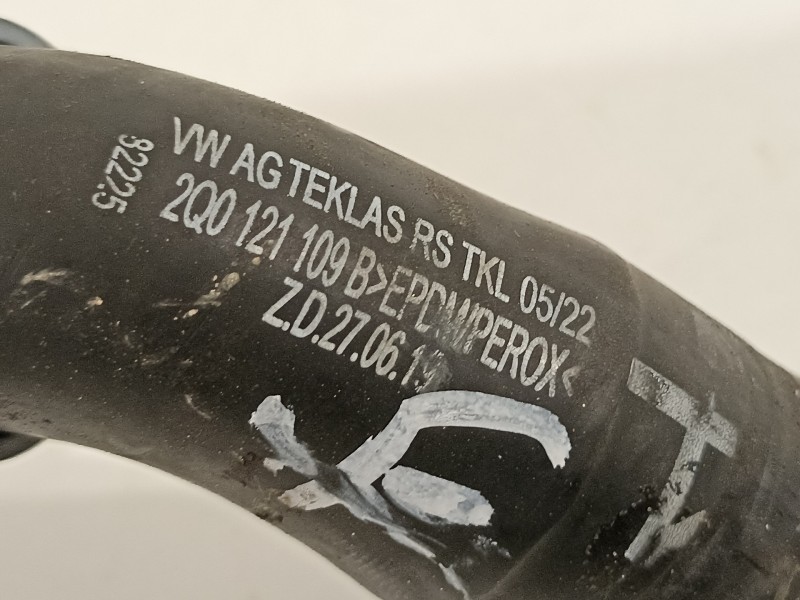 82225
VW AG TEKLAS RS TKL 05/22
2Q0 121 109 B>EPDM/PEROX<
Z.D.27.06.19